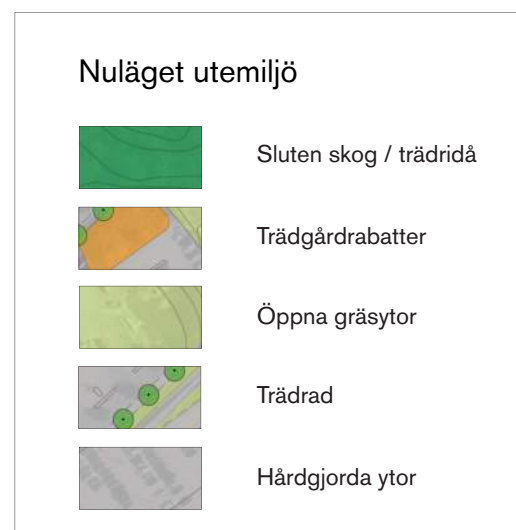 Nuläget utemiljö
Sluten skog / trädridå
Trädgårdrabatter
Öppna gräsytor
Trädrad
Hårdgjorda ytor